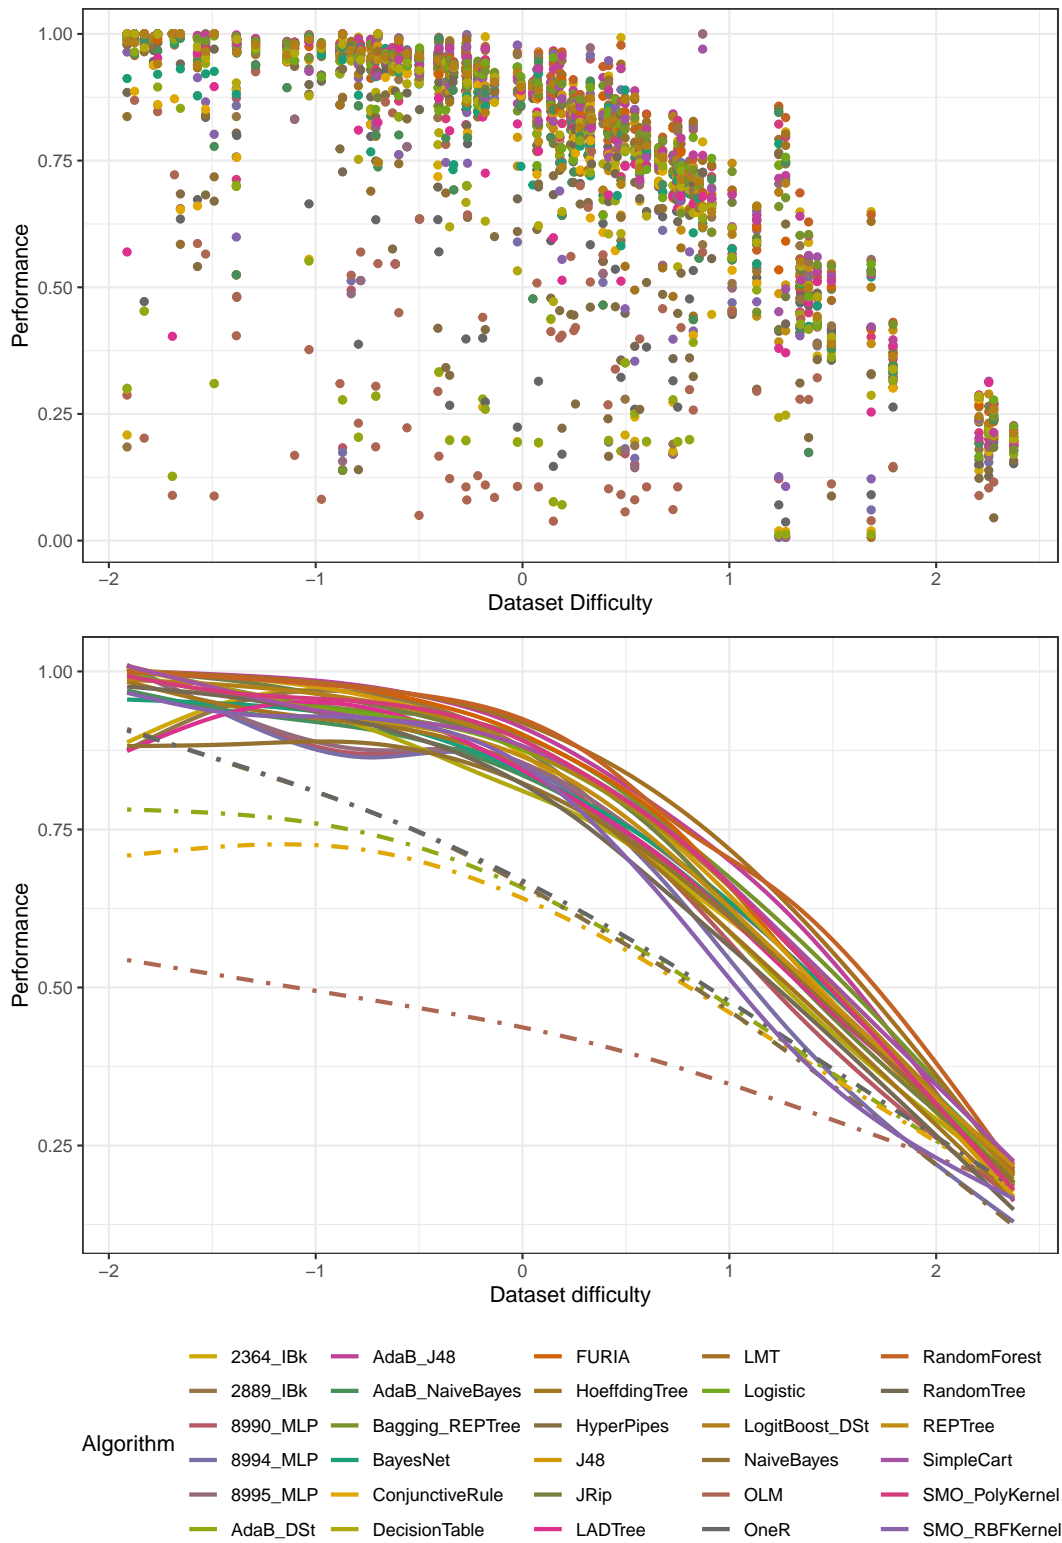 1.00
0.75
0.50
0.25
0.00
Performance
−2 −1 0 1 2
Dataset Difficulty
1.00
0.75
0.50
0.25
Performance
−2 −1 0 1 2
Dataset difficulty
Algorithm
2364_IBk AdaB_J48 FURIA LMT RandomForest
2889_IBk AdaB_NaiveBayes HoeffdingTree Logistic RandomTree
8990_MLP Bagging_REPTree HyperPipes LogitBoost_DSt REPTree
8994_MLP BayesNet J48 NaiveBayes SimpleCart
8995_MLP ConjunctiveRule JRip OLM SMO_PolyKernel
AdaB_DSt DecisionTable LADTree OneR SMO_RBFKernel